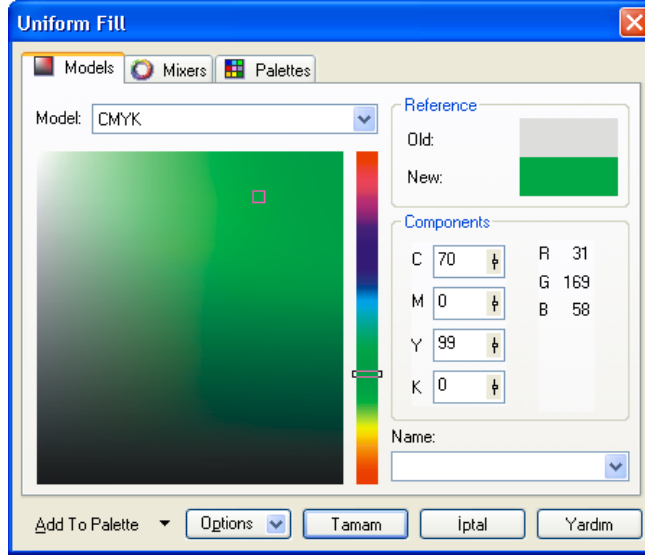 Uniform Fill
Models Mixers Palettes
Model: CMYK
Reference
Old:
New:
Components
C 70 R 31
G 169
M 0 B 58
Y 99
K 0
Name:
Add To Palette Options Tamam İptal Yardım